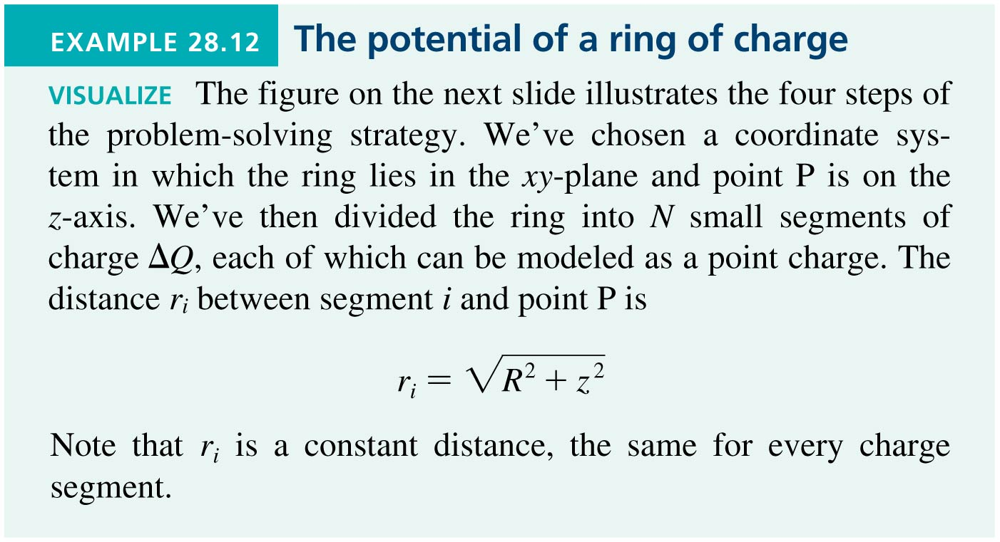 EXAMPLE 28.12 The potential of a ring of charge
VISUALIZE The figure on the next slide illustrates the four steps of
the problem-solving strategy. We’ve chosen a coordinate sys-
tem in which the ring lies in the xy-plane and point P is on the
z-axis. We’ve then divided the ring into N small segments of
charge ΔQ, each of which can be modeled as a point charge. The
distance rᵢ between segment i and point P is
rᵢ = √(R² + z²)
Note that rᵢ is a constant distance, the same for every charge
segment.